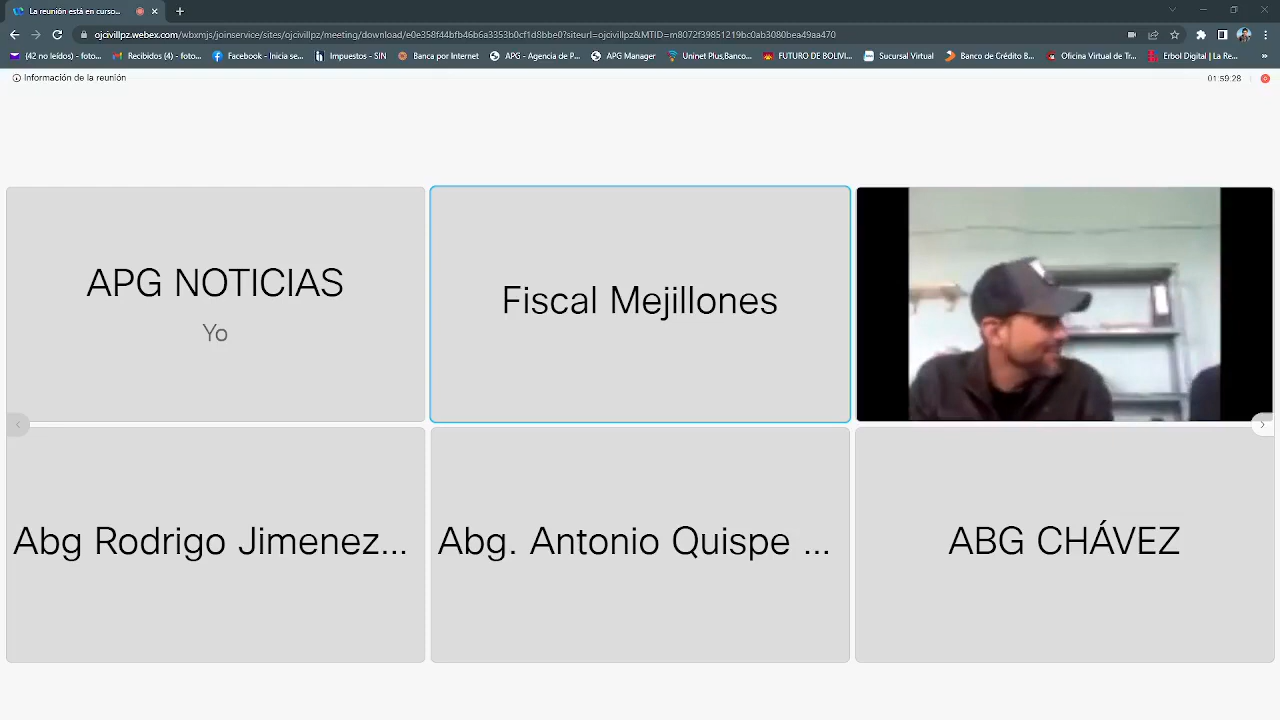 La reunión está en curso...
ojcivillpz.webex.com/wbxmjs/joinservice/sites/ojcivillpz/meeting/download/e0e358f44bfb46b6a3353c8cf1d9bbe0?siteurl=ojcivillpz&MTID=m8072f39851219bc0ab3080bea49aa470
(42 no leídos) - foto...
Recibidos (4) - foto...
Facebook - Inicia se...
Impuestos - SIN
Banca por Internet
APG - Agencia de P...
APG Manager
Uninet Plus,Banco...
FUTURO DE BOLIVI...
Sucursal Virtual
Banco de Crédito B...
Oficina Virtual de Tr...
Erbol Digital | La Re...
»
Información de la reunión
01:59:28
APG NOTICIAS
Yo
Fiscal Mejillones
Abg Rodrigo Jimenez...
Abg. Antonio Quispe ...
ABG CHÁVEZ